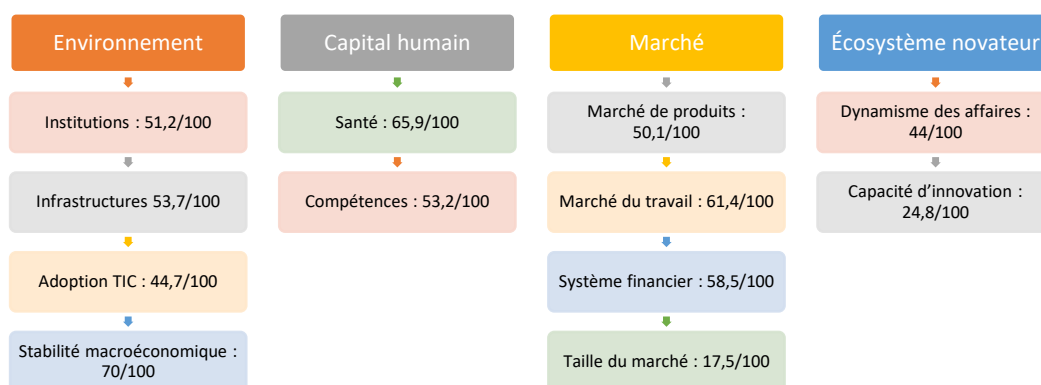 Environnement
Institutions : 51,2/100
Infrastructures 53,7/100
Adoption TIC : 44,7/100
Stabilité macroéconomique :
70/100
Capital humain
Santé : 65,9/100
Compétences : 53,2/100
Marché
Marché de produits :
50,1/100
Marché du travail : 61,4/100
Système financier : 58,5/100
Taille du marché : 17,5/100
Écosystème novateur
Dynamisme des affaires :
44/100
Capacité d’innovation :
24,8/100